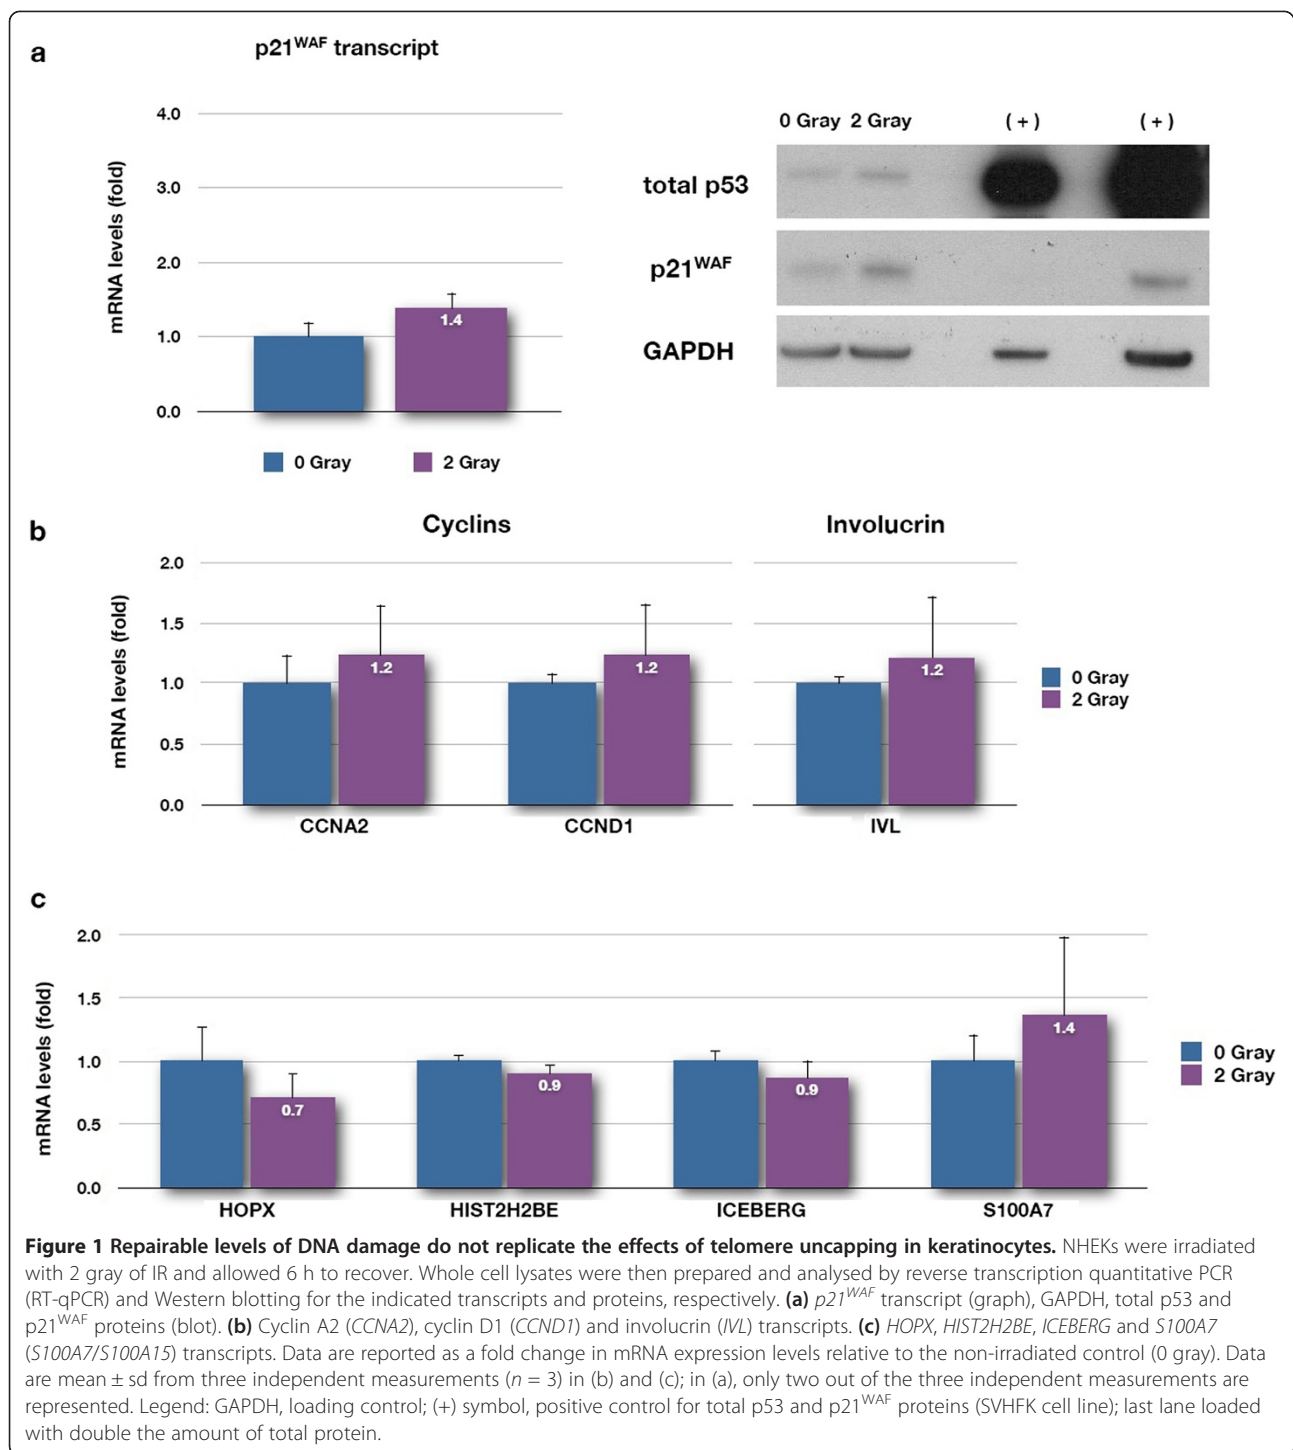 a
p21WAF transcript
mRNA levels (fold)
4.0
3.0
2.0
1.0
0.0
1.4
0 Gray
2 Gray
0 Gray 2 Gray (+) (+)
total p53
p21WAF
GAPDH
b
Cyclins
Involucrin
mRNA levels (fold)
2.0
1.5
1.0
0.5
0.0
1.2
1.2
1.2
CCNA2
CCND1
IVL
0 Gray
2 Gray
c
mRNA levels (fold)
2.0
1.5
1.0
0.5
0.0
0.7
0.9
0.9
1.4
HOPX
HIST2H2BE
ICEBERG
S100A7
0 Gray
2 Gray
Figure 1 Repairable levels of DNA damage do not replicate the effects of telomere uncapping in keratinocytes. NHEKs were irradiated
with 2 gray of IR and allowed 6 h to recover. Whole cell lysates were then prepared and analysed by reverse transcription quantitative PCR
(RT-qPCR) and Western blotting for the indicated transcripts and proteins, respectively. (a) p21WAF transcript (graph), GAPDH, total p53 and
p21WAF proteins (blot). (b) Cyclin A2 (CCNA2), cyclin D1 (CCND1) and involucrin (IVL) transcripts. (c) HOPX, HIST2H2BE, ICEBERG and S100A7
(S100A7/S100A15) transcripts. Data are reported as a fold change in mRNA expression levels relative to the non-irradiated control (0 gray). Data
are mean ± sd from three independent measurements (n = 3) in (b) and (c); in (a), only two out of the three independent measurements are
represented. Legend: GAPDH, loading control; (+) symbol, positive control for total p53 and p21WAF proteins (SVHFK cell line); last lane loaded
with double the amount of total protein.